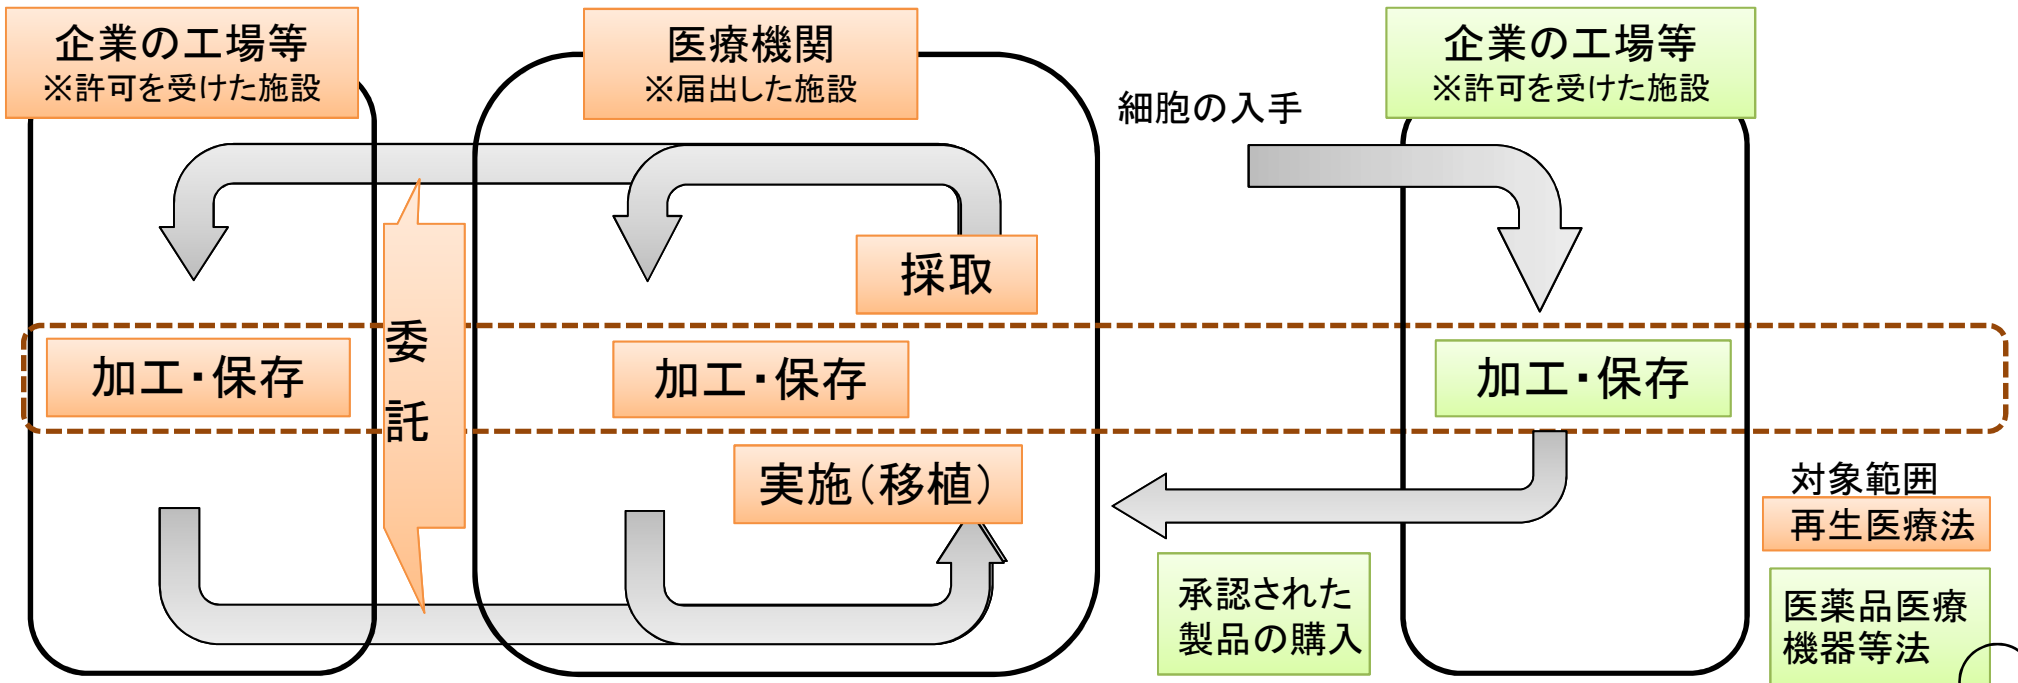 企業の工場等
※許可を受けた施設
医療機関
※届出した施設
細胞の入手
企業の工場等
※許可を受けた施設
採取
委
託
加工・保存
加工・保存
加工・保存
実施(移植)
対象範囲
再生医療法
承認された
製品の購入
医薬品医療
機器等法